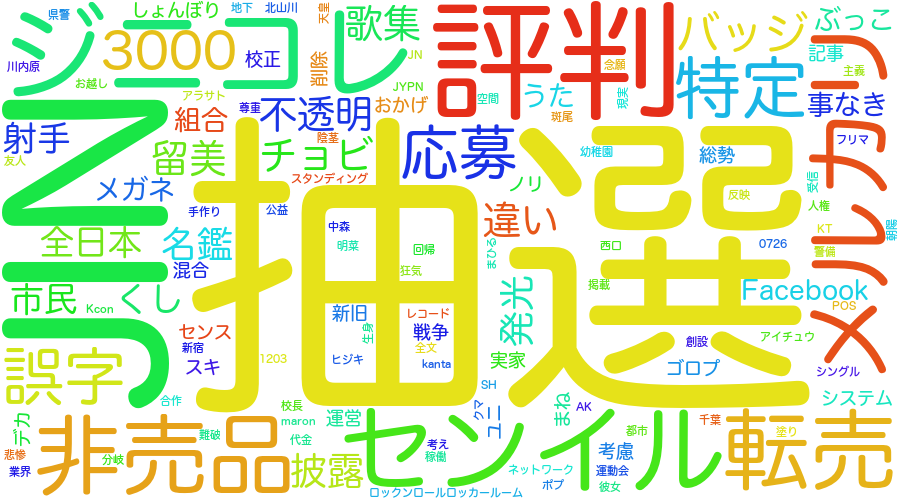 抽選
評判
転売
非売品
センイル
メルカリ
ミニ
ジニコレ
くじ
応募
特定
誤字
不透明
チョビ
3000
歌集
バッジ
ぶっこ
事なき
うた
おかげ
留美
組合
射手
メガネ
全日本
名鑑
市民
くし
混合
センス
スキ
新旧
戦争
違い
発光
ノリ
実家
ゴロプ
Facebook
システム
披露
運営
代金
ユニ
クマ
まね
考慮
総勢
記事
校正
削除
しょんぼり
地下
北山川
天皇
県警
川内原
お越し
アラサト
尊重
陰茎
スタンディング
友人
JN
JYPN
空間
斑尾
念願
現実
主義
フリマ
受信
幼稚園
反映
人権
KT
警備
朝陽
0726
POS
アイチュウ
創設
シングル
西口
掲載
まひる
回帰
狂気
中森
明菜
手作り
公益
Kcon
新宿
1203
合作
ヒジキ
生身
レコード
全文
kanta
SH
AK
校長
maron
難破
デカ
悲惨
業界
分岐
考え
稼働
ロックンロールロッカールーム
ネットワーク
ポップ
運動会
彼女
都市
千葉
塗り